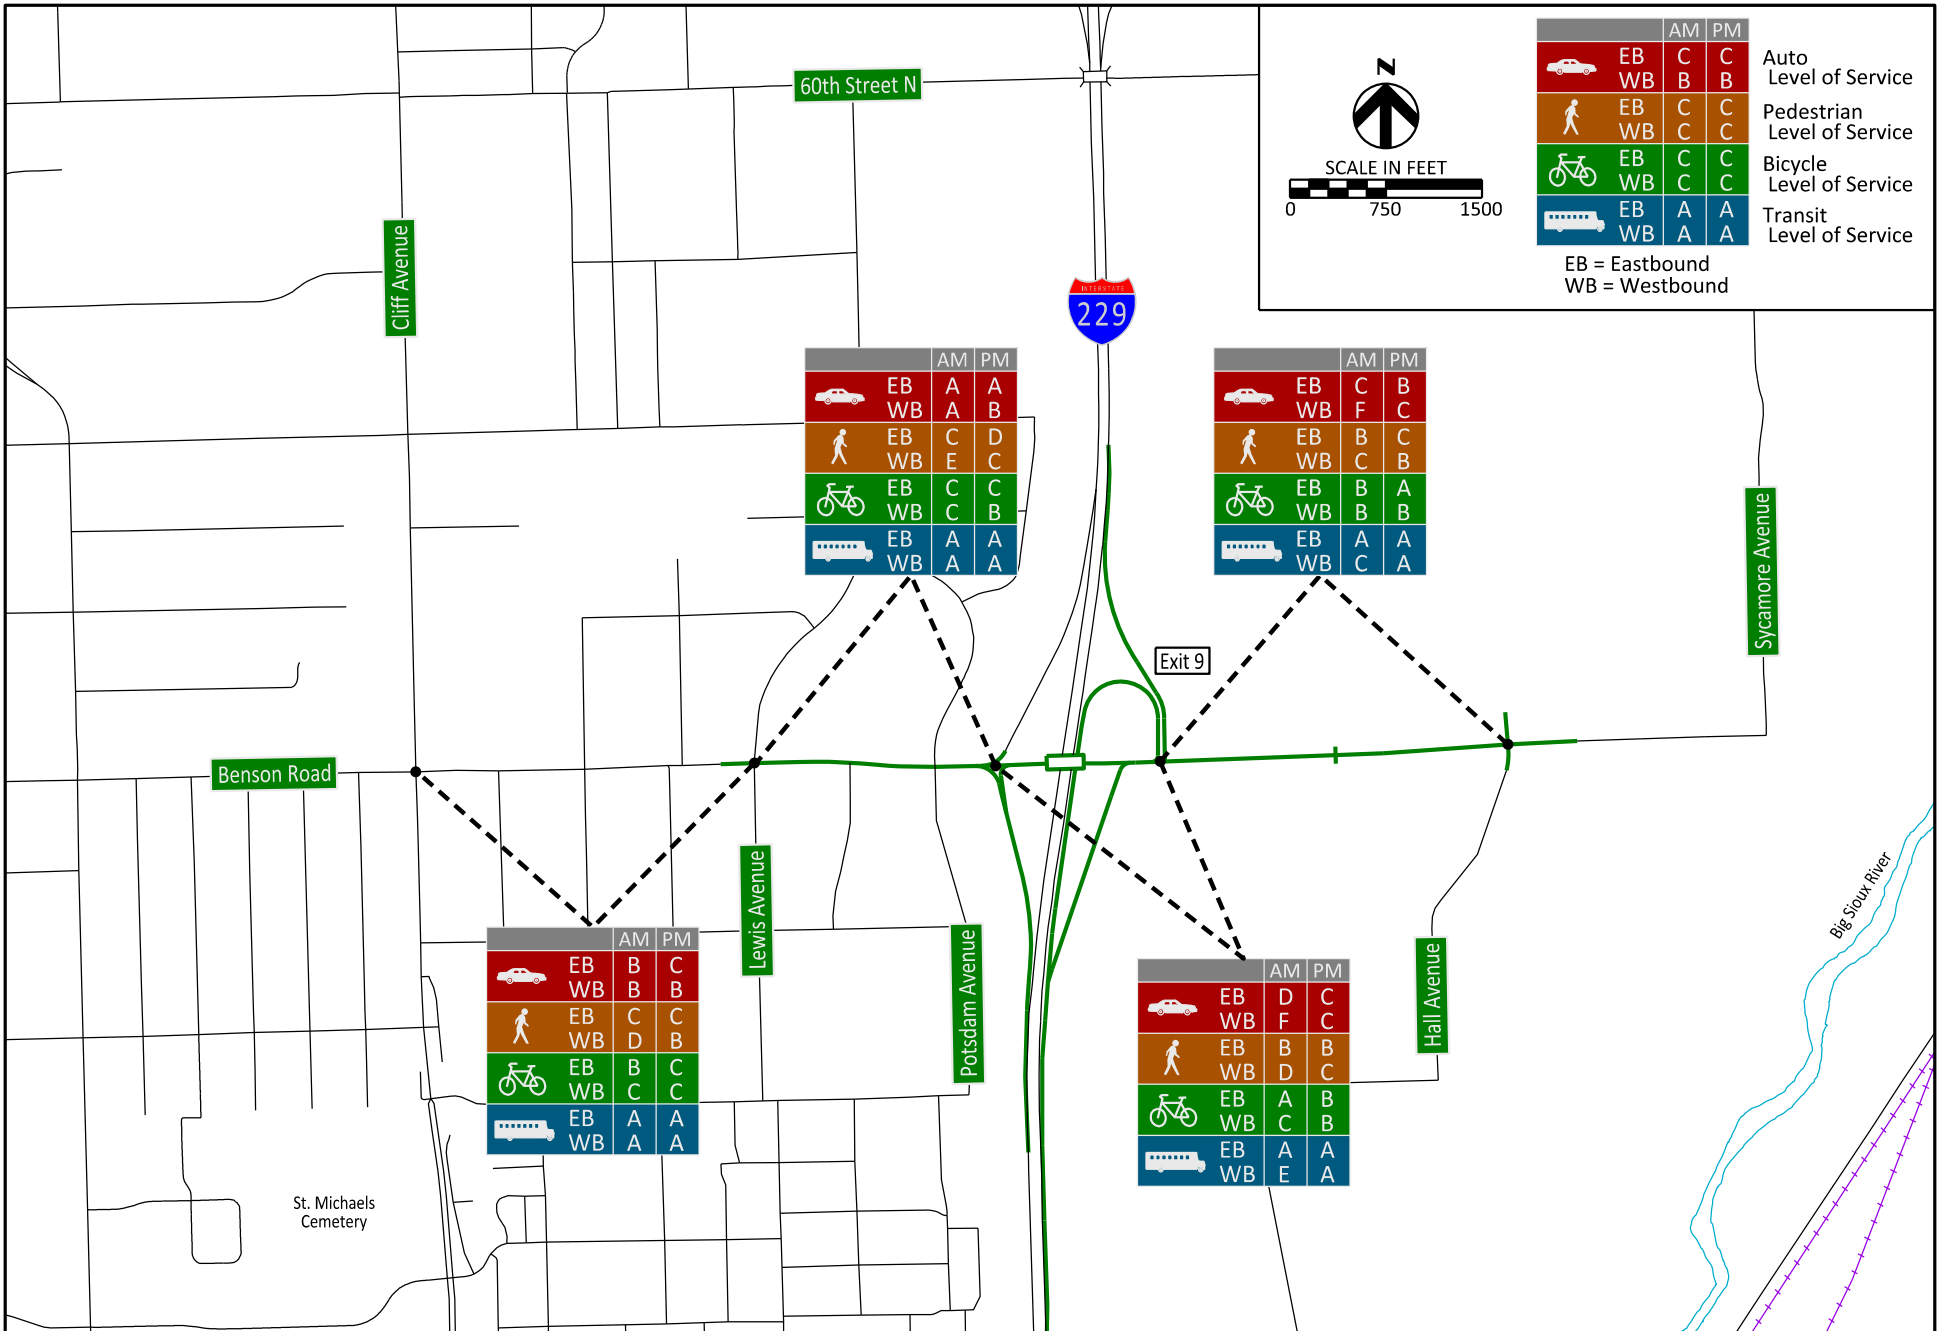 60th Street N
N
SCALE IN FEET
0 750 1500
AM PM
EB C C
WB B B
Auto
Level of Service
EB C C
WB C C
Pedestrian
Level of Service
EB C C
WB C C
Bicycle
Level of Service
EB A A
WB A A
Transit
Level of Service
EB = Eastbound
WB = Westbound
Cliff Avenue
INTERSTATE
229
AM PM
EB A A
WB A B
EB C D
WB E C
EB C C
WB C B
EB A A
WB A A
AM PM
EB C B
WB F C
EB B C
WB C B
EB B A
WB B B
EB A A
WB C A
Sycamore Avenue
Exit 9
Benson Road
Lewis Avenue
Potsdam Avenue
Hall Avenue
Big Sioux River
AM PM
EB B C
WB B B
EB C C
WB D B
EB B C
WB C C
EB A A
WB A A
AM PM
EB D C
WB F C
EB B B
WB D C
EB A B
WB C B
EB A A
WB E A
St. Michaels
Cemetery